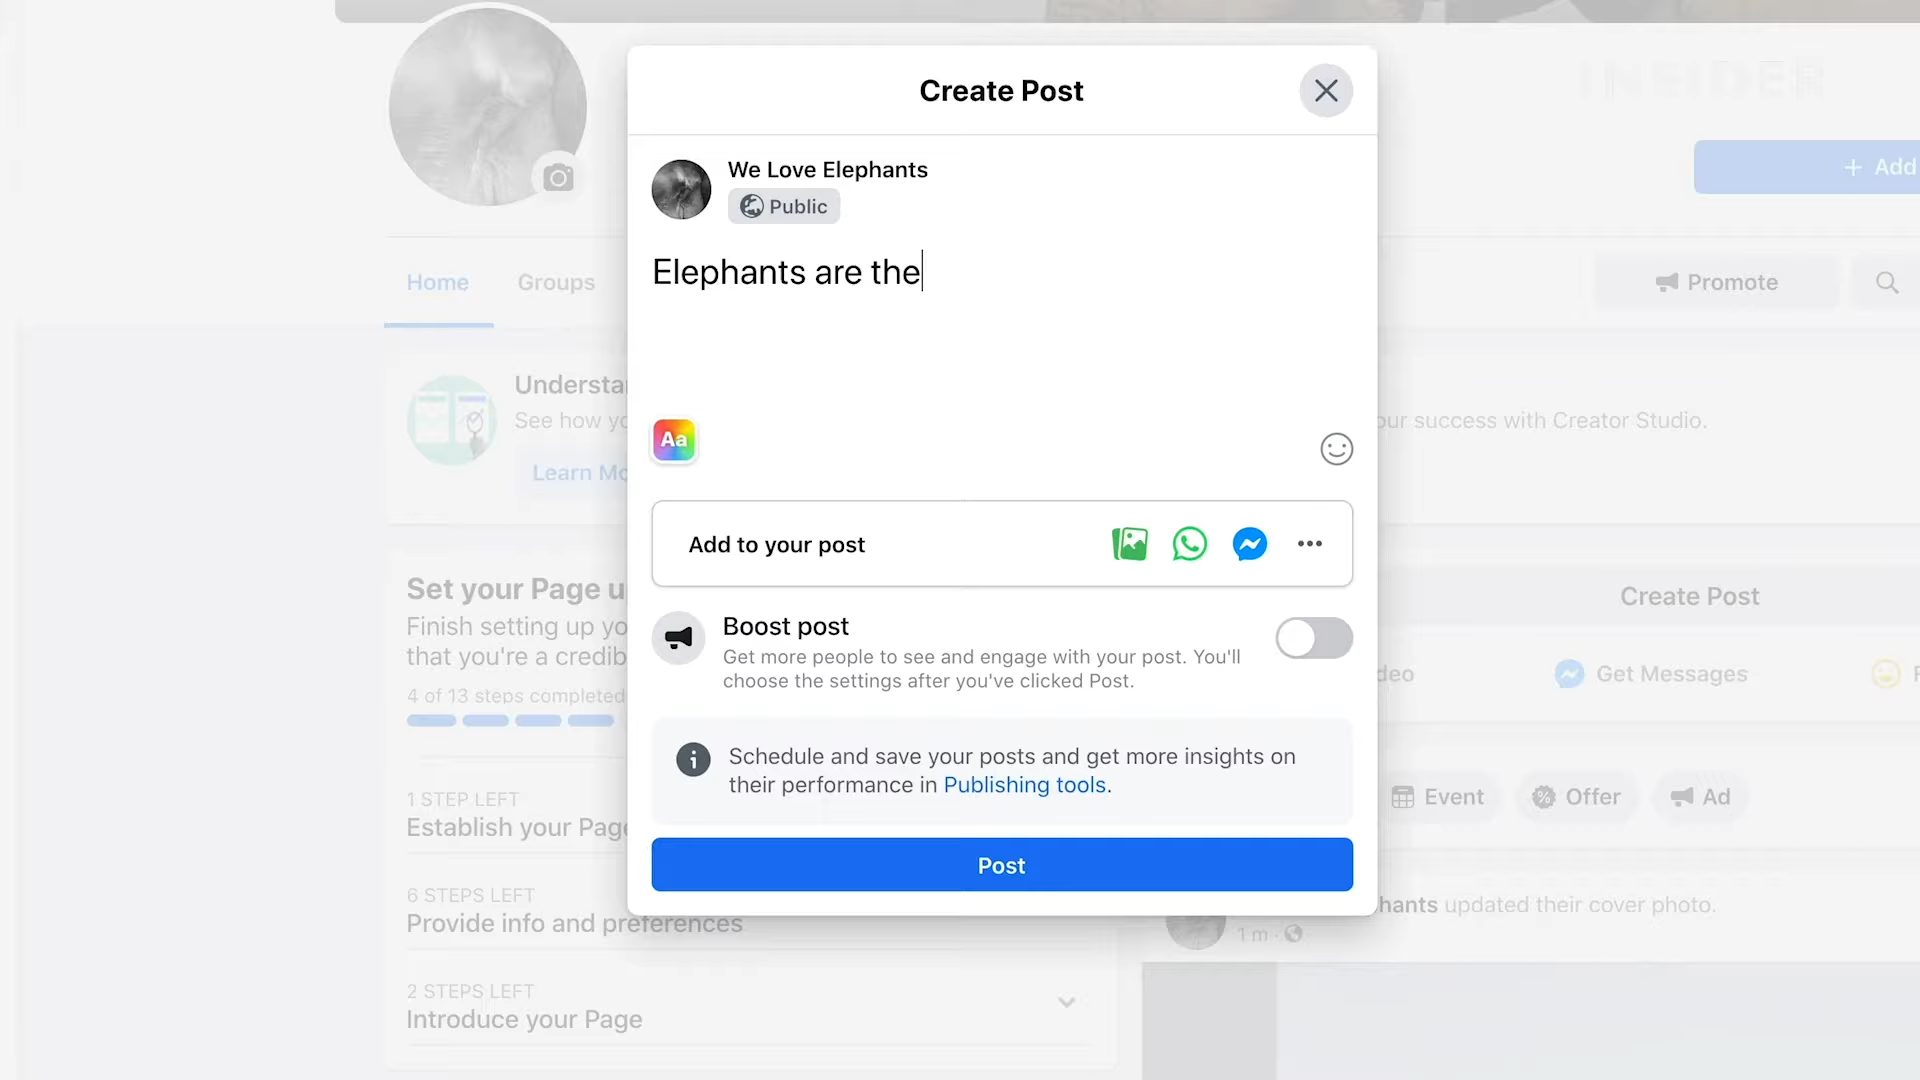 INSIDER
Create Post
+ Add
We Love Elephants
Public
Elephants are the
Home
Groups
Promote
Understa
See how yo
our success with Creator Studio.
Learn Mo
Aa
Add to your post
Set your Page u
Finish setting up yo
that you're a credib
4 of 13 steps completed
Boost post
Get more people to see and engage with your post. You'll
choose the settings after you've clicked Post.
Create Post
deo
Get Messages
Schedule and save your posts and get more insights on
their performance in Publishing tools.
1 STEP LEFT
Establish your Page
Event
Offer
Ad
Post
6 STEPS LEFT
Provide info and preferences
hants updated their cover photo.
1 m ·
2 STEPS LEFT
Introduce your Page